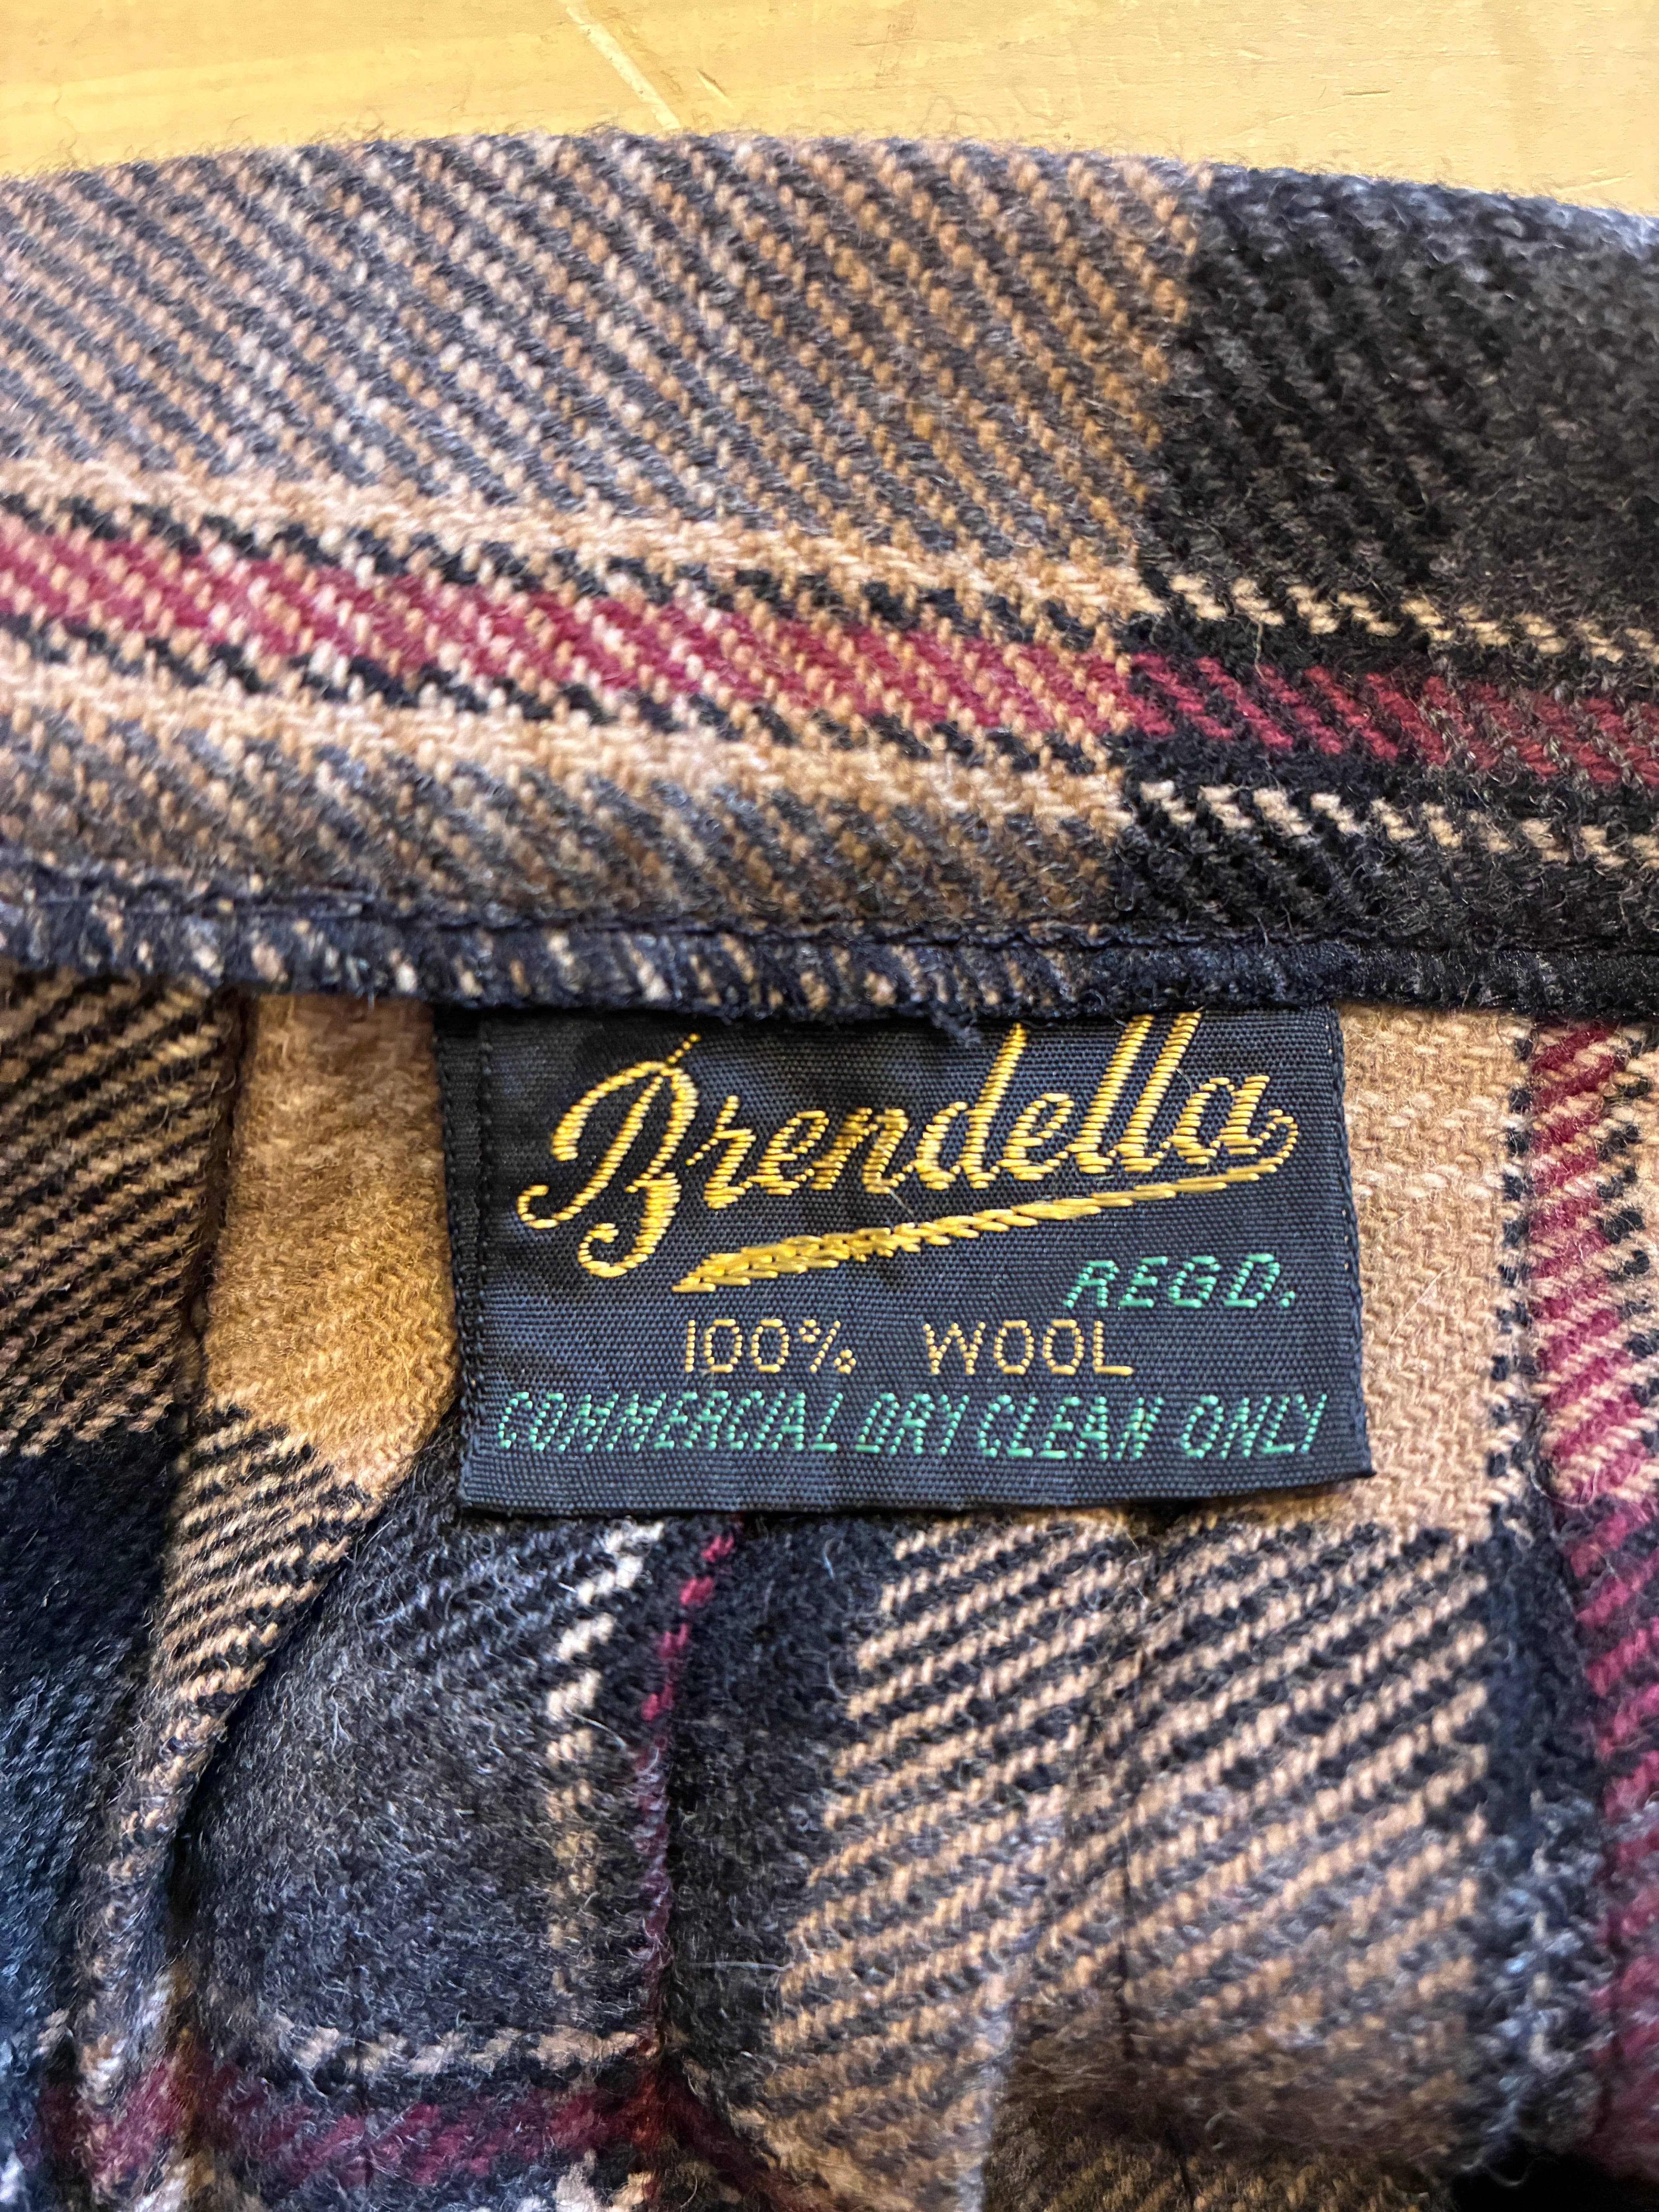 Brendella
REGD.
100% WOOL
COMMERCIAL DRY CLEAN ONLY